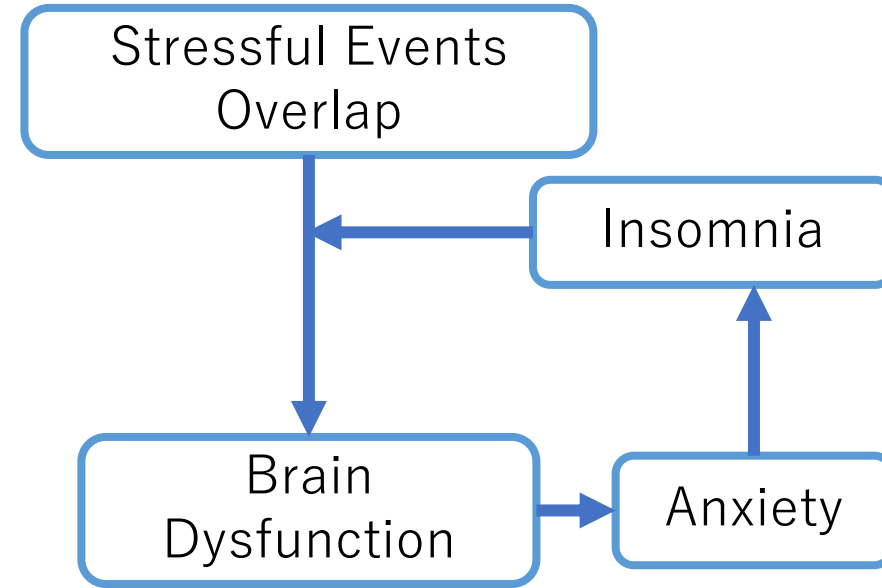 Stressful Events
Overlap
Insomnia
Brain
Dysfunction
Anxiety